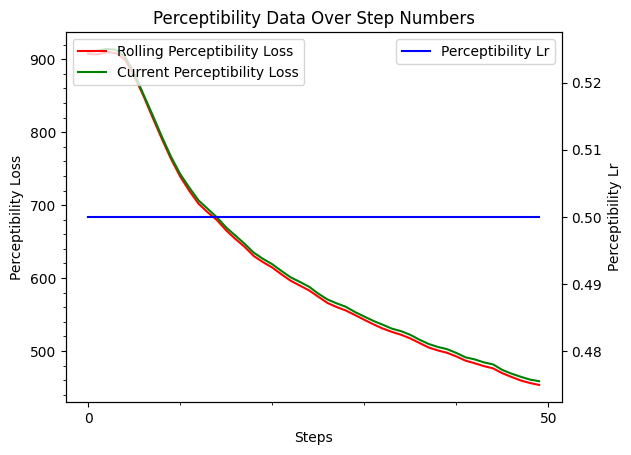 Perceptibility Data Over Step Numbers
Rolling Perceptibility Loss
Current Perceptibility Loss
Perceptibility Lr
900
800
700
600
500
Perceptibility Loss
0.52
0.51
0.50
0.49
0.48
Perceptibility Lr
0
50
Steps